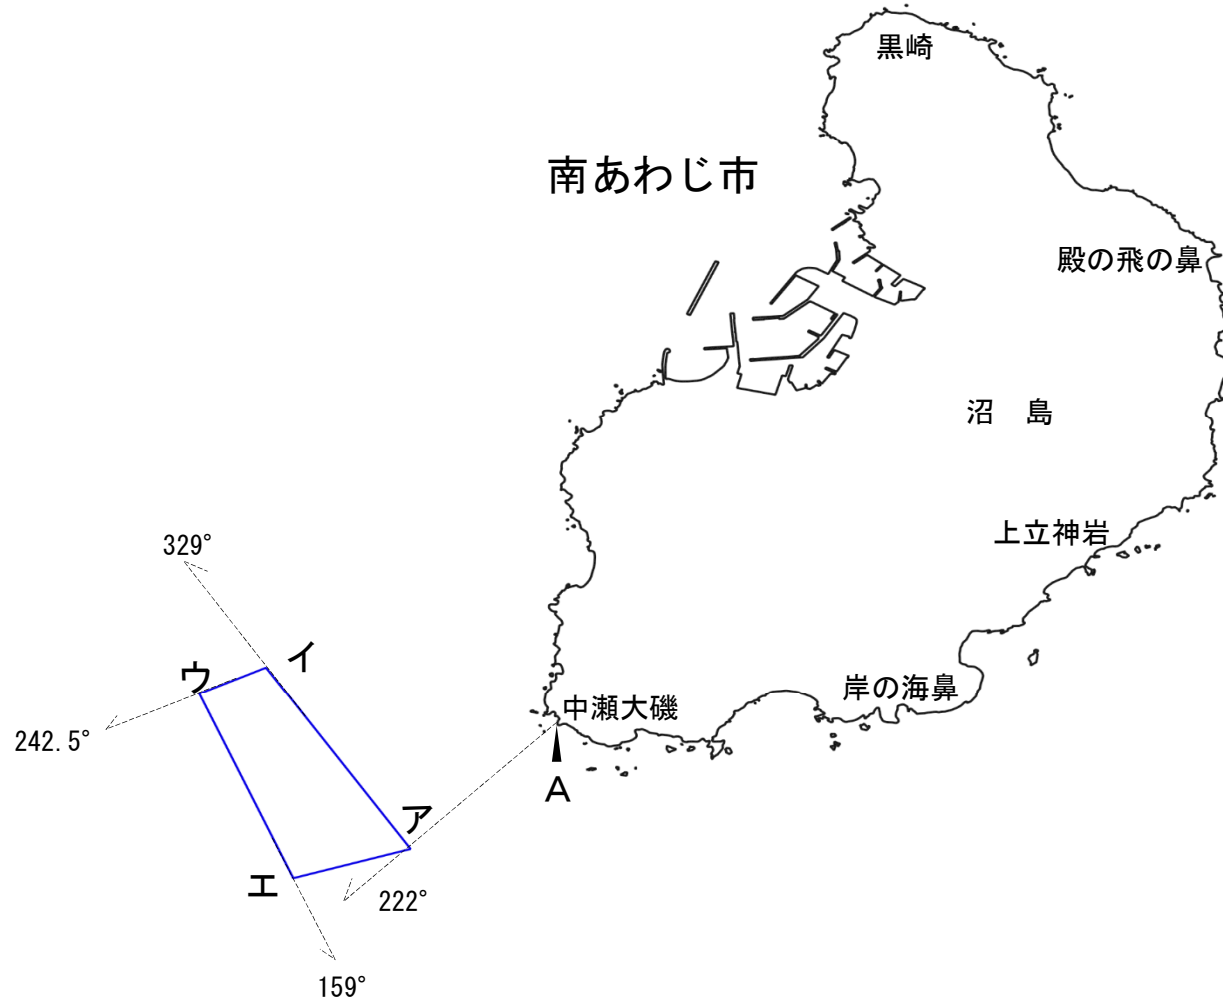 黒崎
南あわじ市
殿の飛の鼻
沼 島
上立神岩
329°
イ
ウ
岸の海鼻
中瀬大磯
242.5°
A
ア
エ
222°
159°